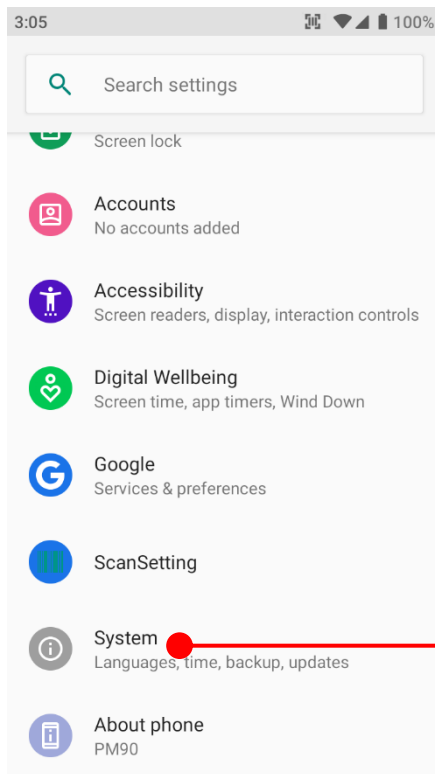 3:05
100%
Search settings
Screen lock
Accounts
No accounts added
Accessibility
Screen readers, display, interaction controls
Digital Wellbeing
Screen time, app timers, Wind Down
Google
Services & preferences
ScanSetting
System
Languages, time, backup, updates
About phone
PM90